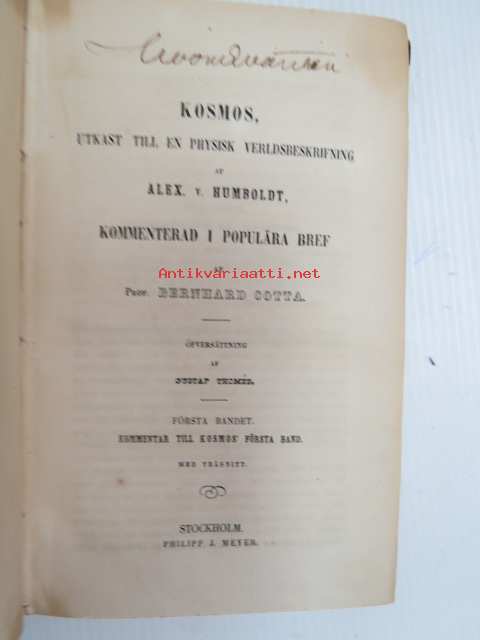 KOSMOS,
UTKAST TILL EN PHYSISK VERLDSBESKRIFNING
AF
ALEX. V. HUMBOLDT,
KOMMENTERAD I POPULÄRA BREF
Antikvariaatti.net
AF
PROF. BERNHARD COTTA.
ÖFVERSÄTTNING
AF
GUSTAF THOMÉE.
FÖRSTA BANDET.
KOMMENTAR TILL KOSMOS' FÖRSTA BAND.
MED TRÄSNITT.
STOCKHOLM.
PHILIPP J. MEYER.